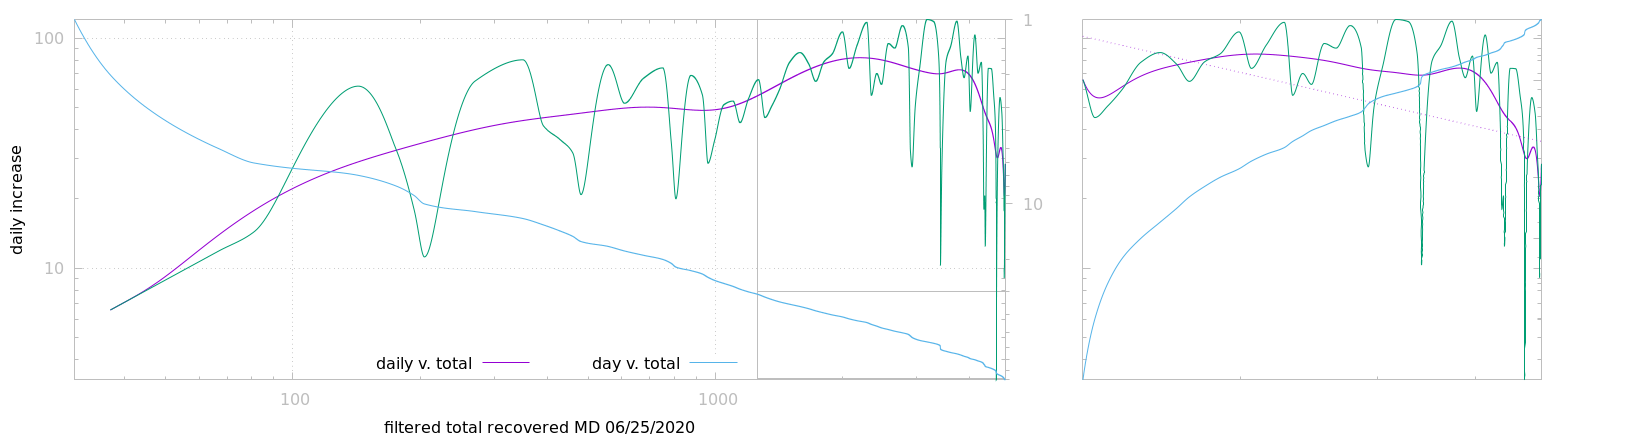 100
10
daily increase
1
10
daily v. total
day v. total
100
1000
filtered total recovered MD 06/25/2020